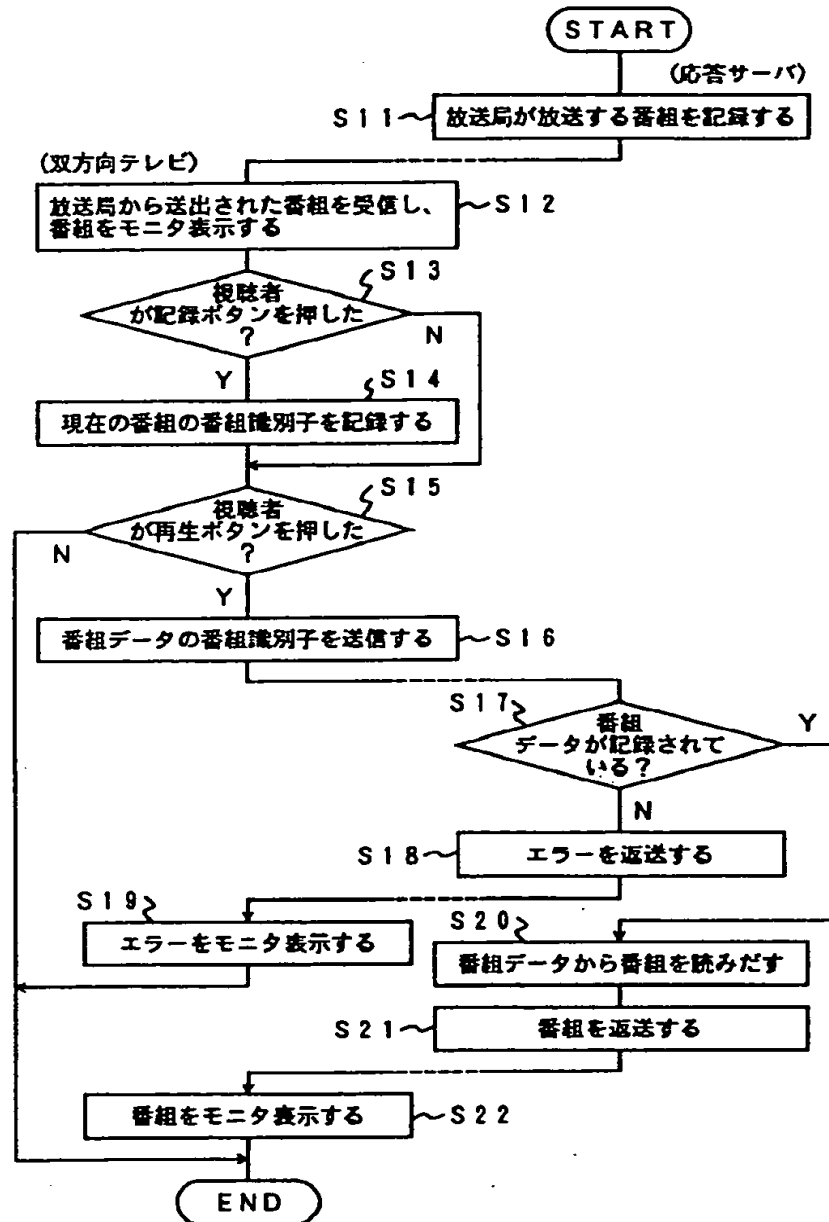 START
(応答サーバ)
S11
放送局が放送する番組を記録する
(双方向テレビ)
放送局から送出された番組を受信し、
番組をモニタ表示する
S12
S13
視聴者
が記録ボタンを押した
?
N
Y
S14
現在の番組の番組識別子を記録する
S15
視聴者
が再生ボタンを押した
?
N
Y
番組データの番組識別子を送信する
S16
S17
番組
データが記録されて
いる?
Y
N
S18
エラーを返送する
S19
エラーをモニタ表示する
S20
番組データから番組を読みだす
S21
番組を返送する
番組をモニタ表示する
S22
END